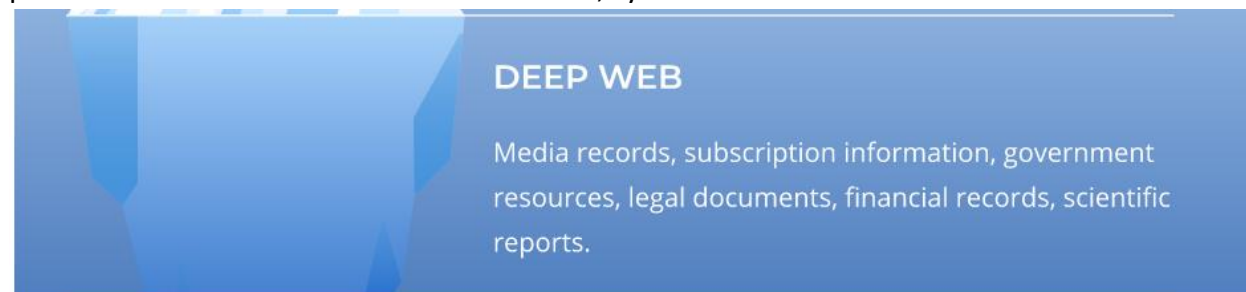 DEEP WEB
Media records, subscription information, government
resources, legal documents, financial records, scientific
reports.